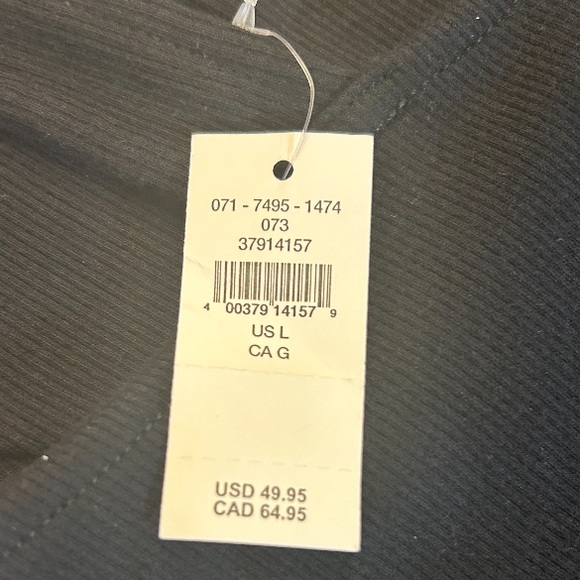 071 - 7495 - 1474
073
37914157
4 00379 14157 9
US L
CA G
USD 49.95
CAD 64.95